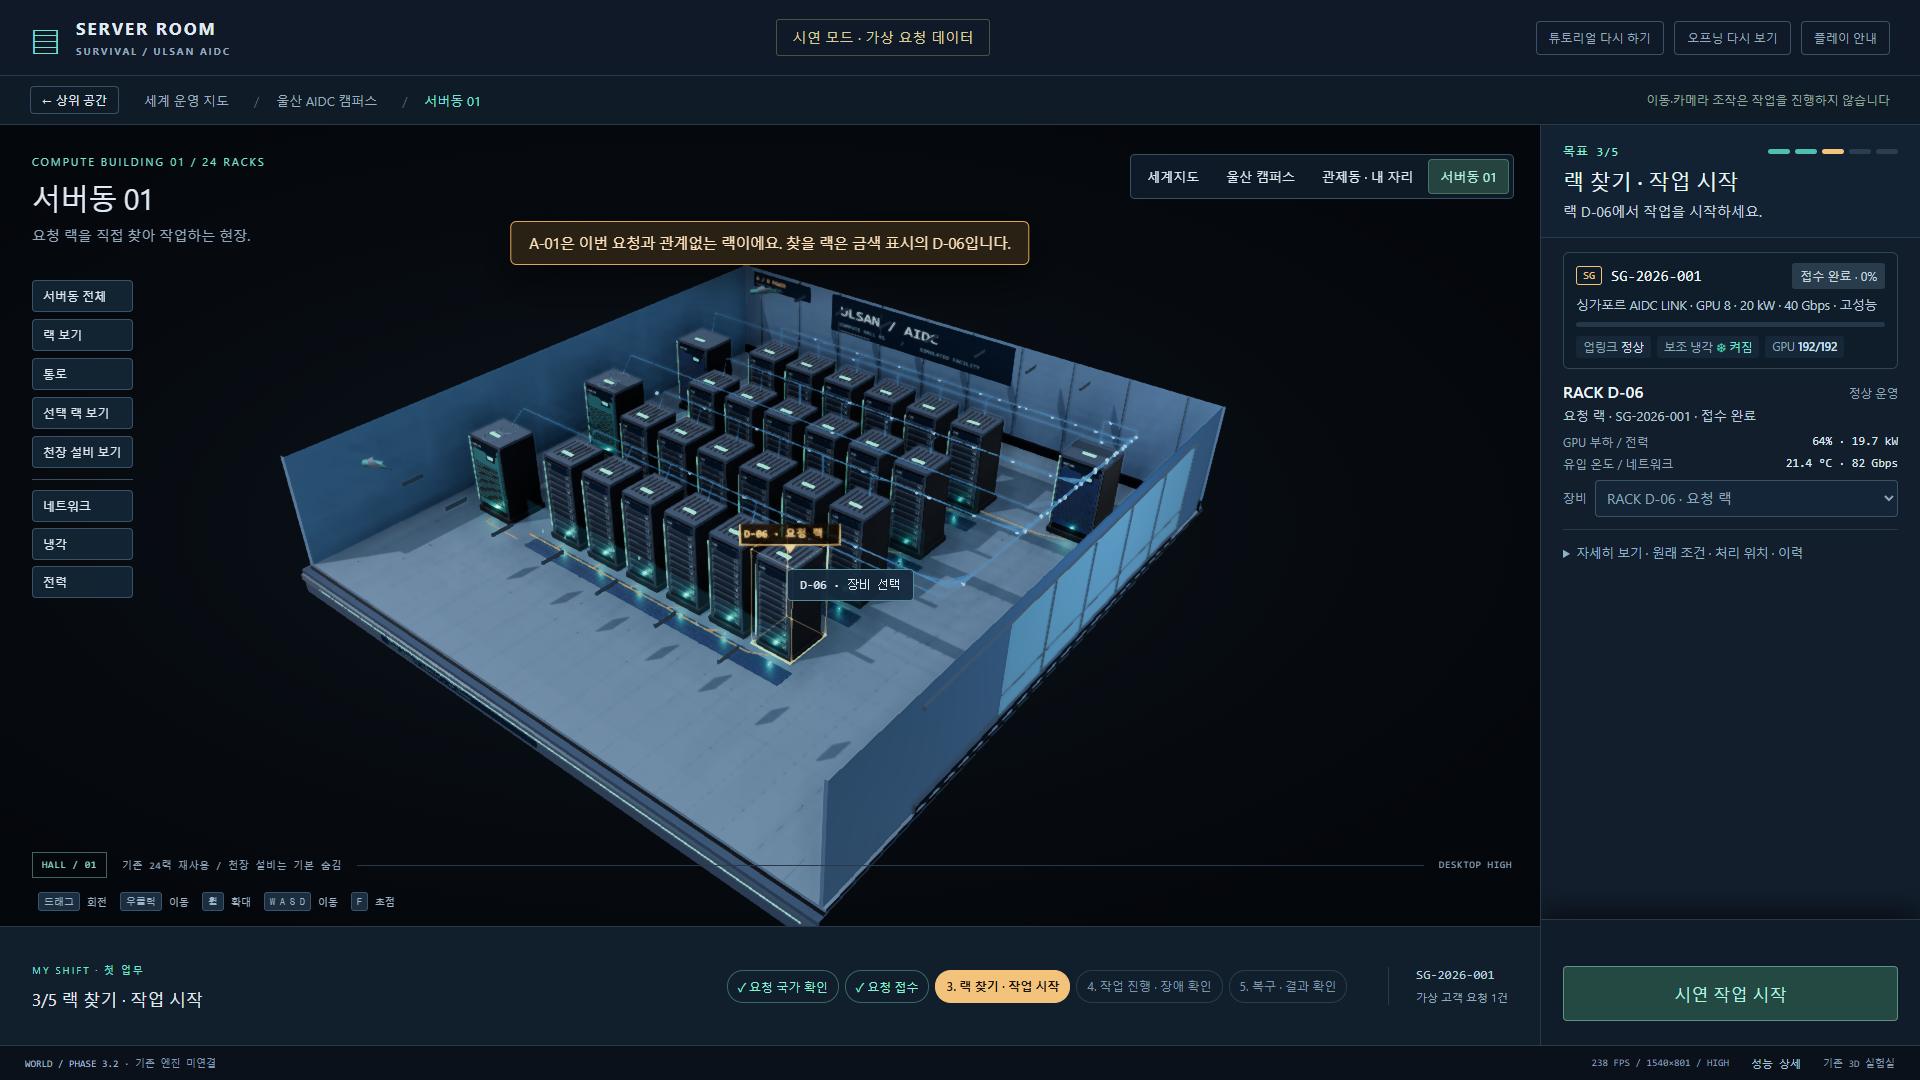 SERVER ROOM
SURVIVAL / ULSAN AIDC
시연 모드 · 가상 요청 데이터
튜토리얼 다시 하기
오프닝 다시 보기
플레이 안내
← 상위 공간
세계 운영 지도 / 울산 AIDC 캠퍼스 / 서버동 01
이동·카메라 조작은 작업을 진행하지 않습니다
COMPUTE BUILDING 01 / 24 RACKS
서버동 01
요청 랙을 직접 찾아 작업하는 현장.
세계지도
울산 캠퍼스
관제동 · 내 자리
서버동 01
A-01은 이번 요청과 관계없는 랙이에요. 찾을 랙은 금색 표시의 D-06입니다.
서버동 전체
랙 보기
통로
선택 랙 보기
천장 설비 보기
네트워크
냉각
전력
ULSAN / AIDC
D-06 · 요청 랙
D-06 · 장비 선택
HALL / 01
기존 24랙 재사용 / 천장 설비는 기본 숨김
DESKTOP HIGH
드래그 회전
우클릭 이동
휠 확대
W A S D 이동
F 초점
목표 3/5
랙 찾기 · 작업 시작
랙 D-06에서 작업을 시작하세요.
SG SG-2026-001 접수 완료 · 0%
싱가포르 AIDC LINK · GPU 8 · 20 kW · 40 Gbps · 고성능
업링크 정상
보조 냉각 ❄ 켜짐
GPU 192/192
RACK D-06 정상 운영
요청 랙 · SG-2026-001 · 접수 완료
GPU 부하 / 전력 64% · 19.7 kW
유입 온도 / 네트워크 21.4 °C · 82 Gbps
장비 RACK D-06 · 요청 랙
▶ 자세히 보기 · 원래 조건 · 처리 위치 · 이력
시연 작업 시작
MY SHIFT · 첫 업무
3/5 랙 찾기 · 작업 시작
✓ 요청 국가 확인
✓ 요청 접수
3. 랙 찾기 · 작업 시작
4. 작업 진행 · 장애 확인
5. 복구 · 결과 확인
SG-2026-001
가상 고객 요청 1건
WORLD / PHASE 3.2 · 기존 엔진 미연결
238 FPS / 1540×801 / HIGH
성능 상세
기존 3D 실험실